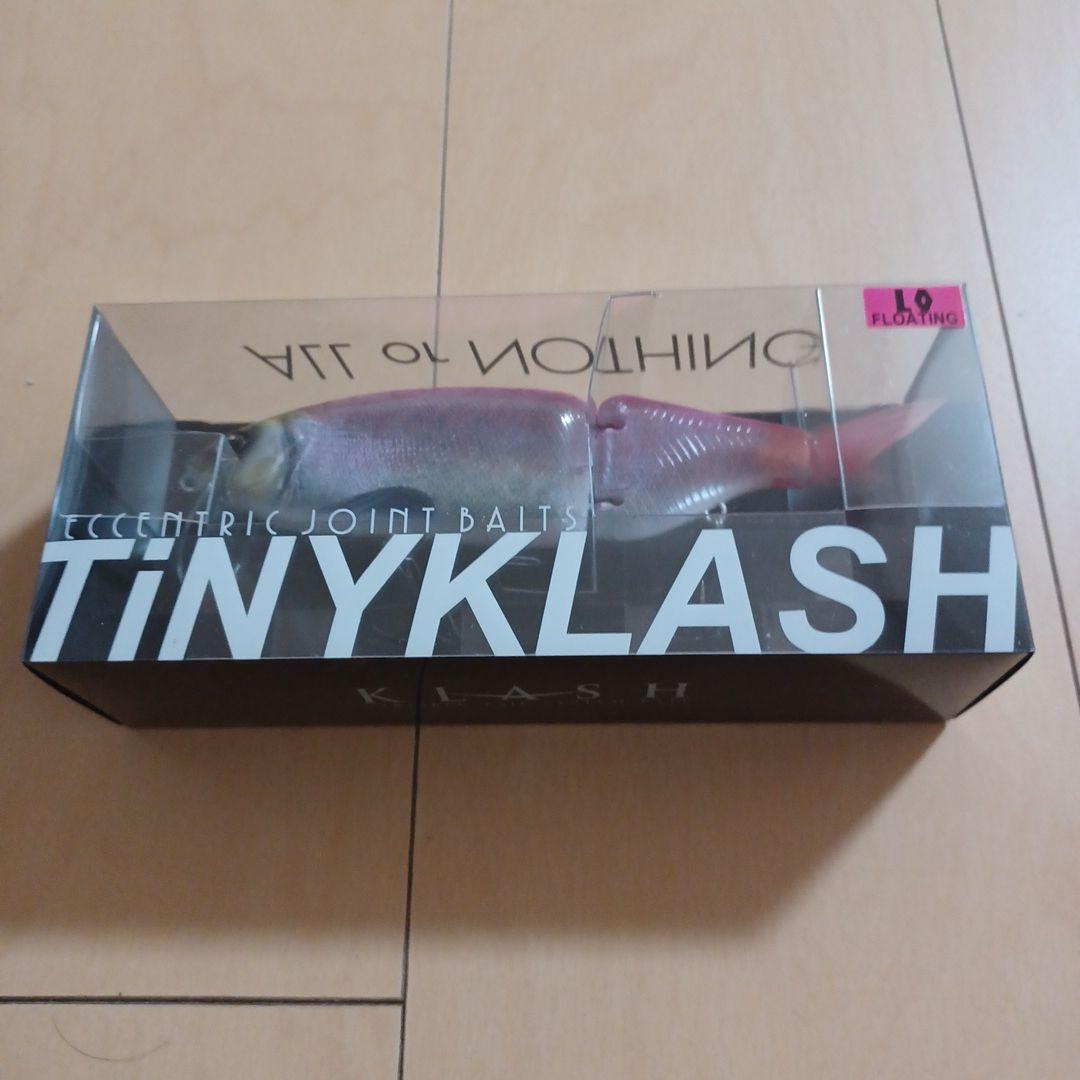 LO
FLOATING
ALL or NOTHING
ECCENTRIC JOINT BAITS
TiNYKLASH
KLASH